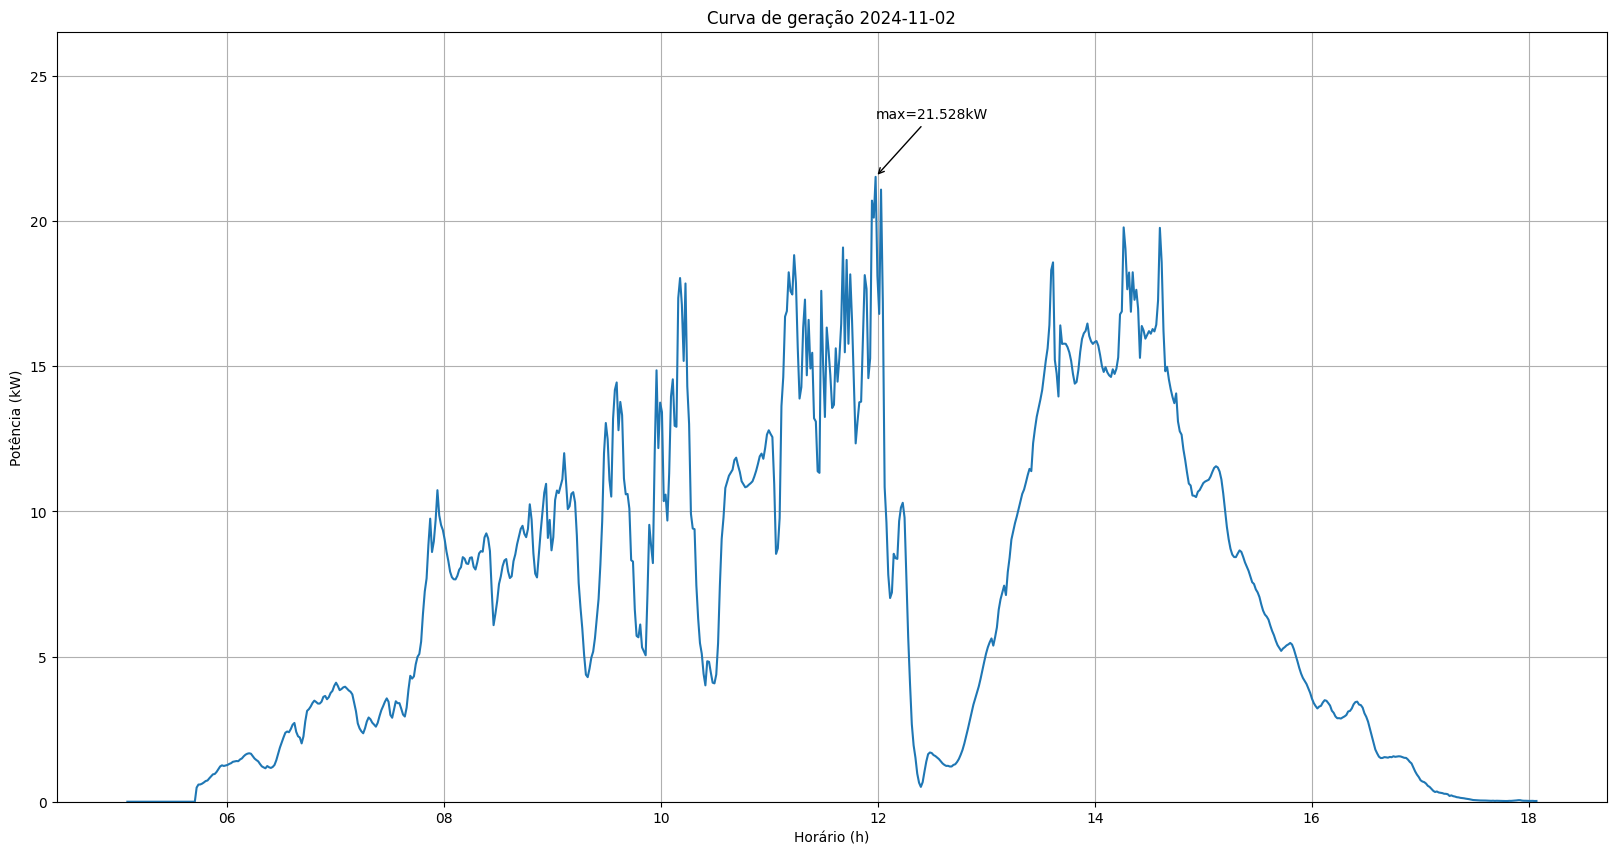 Curva de geração 2024-11-02
25
20
15
10
5
0
Potência (kW)
max=21.528kW
06 08 10 12 14 16 18
Horário (h)